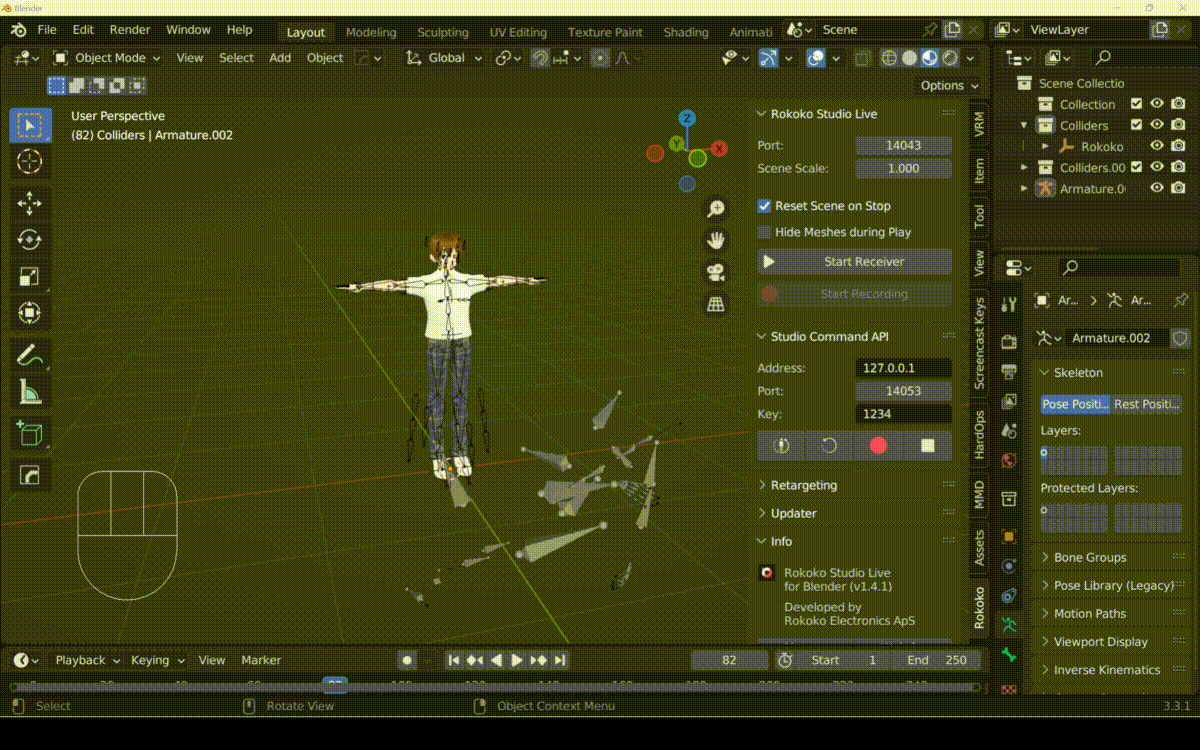 Blender
File Edit Render Window Help Layout Modeling Sculpting UV Editing Texture Paint Shading Animati Scene ViewLayer
Object Mode View Select Add Object Global
Options
User Perspective
(82) Colliders | Armature.002
Z
Y
X
Rokoko Studio Live
Port: 14043
Scene Scale: 1.000
Reset Scene on Stop
Hide Meshes during Play
Start Receiver
Start Recording
Studio Command API
Address: 127.0.0.1
Port: 14053
Key: 1234
Retargeting
Updater
Info
Rokoko Studio Live
for Blender (v1.4.1)
Developed by
Rokoko Electronics ApS
VRM
Item
Tool
View
Screencast Keys
HardOps
MMD
Assets
Rokoko
Scene Collectio
Collection
Colliders
Rokoko
Colliders.00
Armature.0
Ar... Ar...
Armature.002
Skeleton
Pose Positi... Rest Positi...
Layers:
Protected Layers:
Bone Groups
Pose Library (Legacy)
Motion Paths
Viewport Display
Inverse Kinematics
Playback Keying View Marker 82 Start 1 End 250
Select Rotate View Object Context Menu 3.3.1